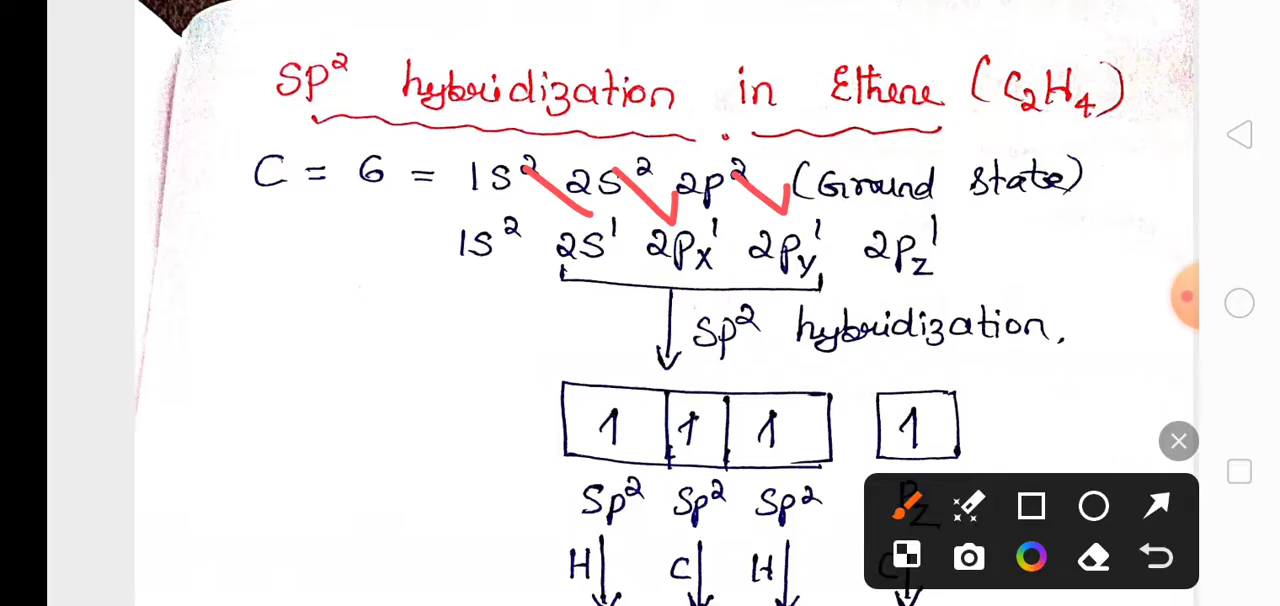 Sp² hybridization in Ethene (C₂H₄)
C = 6 = 1S² 2S² 2P² (Ground State)
1S² 2S¹ 2Px¹ 2Py¹ 2Pz¹
Sp² hybridization.
1 1 1 1
Sp² Sp² Sp² Pz
H C H C